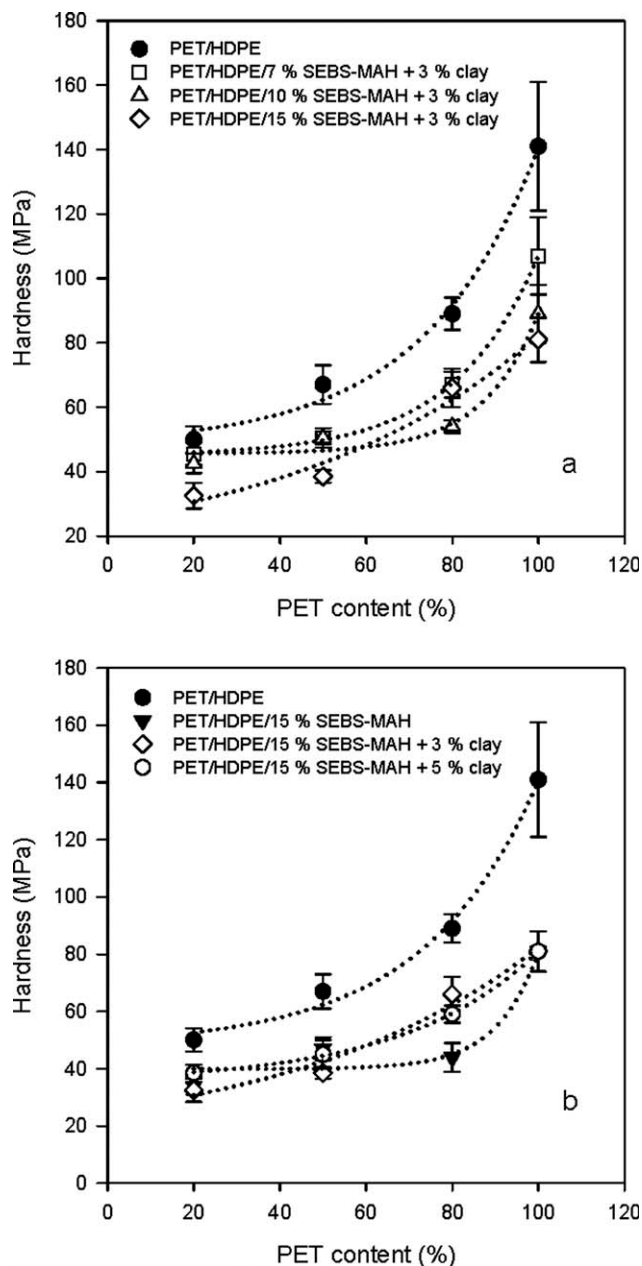 180
160
140
120
100
80
60
40
20
Hardness (MPa)
PET/HDPE
PET/HDPE/7 % SEBS-MAH + 3 % clay
PET/HDPE/10 % SEBS-MAH + 3 % clay
PET/HDPE/15 % SEBS-MAH + 3 % clay
a
0 20 40 60 80 100 120
PET content (%)
180
160
140
120
100
80
60
40
20
0
Hardness (MPa)
PET/HDPE
PET/HDPE/15 % SEBS-MAH
PET/HDPE/15 % SEBS-MAH + 3 % clay
PET/HDPE/15 % SEBS-MAH + 5 % clay
b
0 20 40 60 80 100 120
PET content (%)